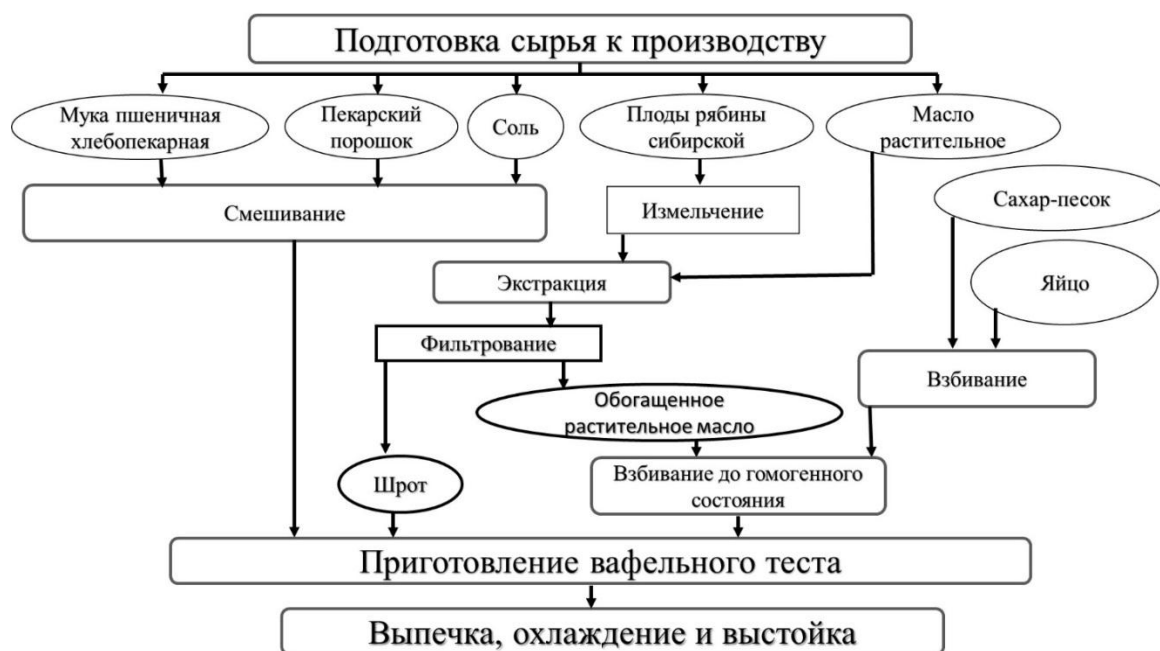 Подготовка сырья к производству
Мука пшеничная
хлебопекарная
Пекарский
порошок
Соль
Плоды рябины
сибирской
Масло
растительное
Смешивание
Измельчение
Сахар-песок
Экстракция
Яйцо
Фильтрование
Взбивание
Обогащенное
растительное масло
Шрот
Взбивание до гомогенного
состояния
Приготовление вафельного теста
Выпечка, охлаждение и выстойка